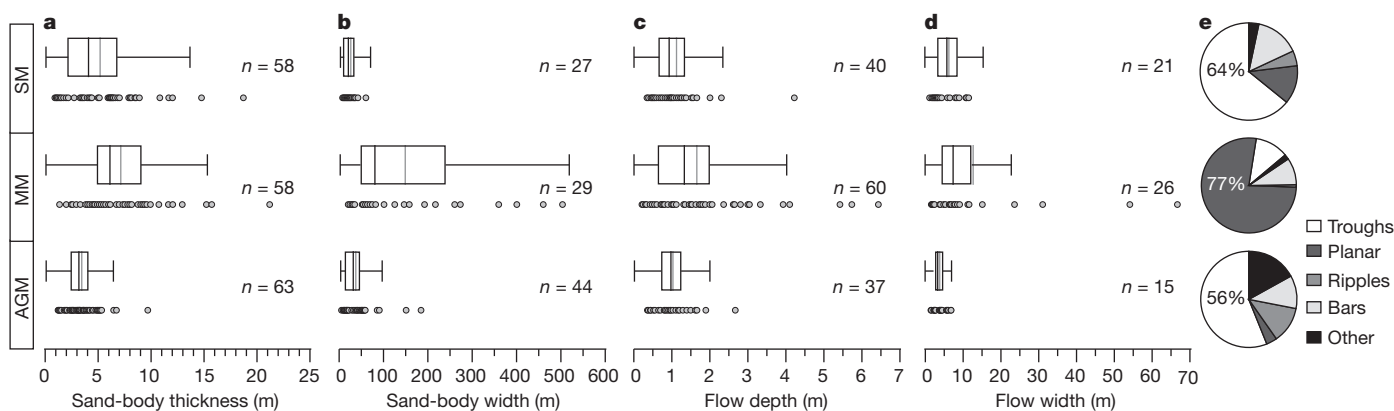 a
b
c
d
e
SM
n = 58
n = 27
n = 40
n = 21
64%
MM
n = 58
n = 29
n = 60
n = 26
77%
AGM
n = 63
n = 44
n = 37
n = 15
56%
Troughs
Planar
Ripples
Bars
Other
0 5 10 15 20 25
Sand-body thickness (m)
0 100 200 300 400 500 600
Sand-body width (m)
0 1 2 3 4 5 6 7
Flow depth (m)
0 10 20 30 40 50 60 70
Flow width (m)